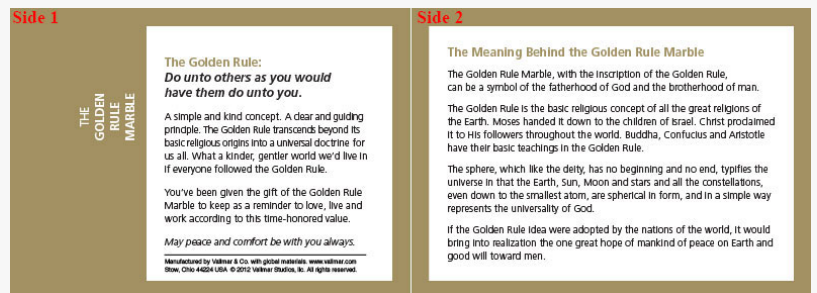 Side 1
THE
GOLDEN
RULE
MARBLE
The Golden Rule:
Do unto others as you would
have them do unto you.
A simple and kind concept. A clear and guiding
principle. The Golden Rule transcends beyond its
basic religious origins into a universal doctrine for
us all. What a kinder, gentler world we'd live in
if everyone followed the Golden Rule.
You've been given the gift of the Golden Rule
Marble to keep as a reminder to love, live and
work according to this time-honored value.
May peace and comfort be with you always.
Manufactured by Valimar & Co. with global materials. www.valimar.com
Stow, Ohio 44224 USA © 2012 Valimar Studios, llc. All rights reserved.
Side 2
The Meaning Behind the Golden Rule Marble
The Golden Rule Marble, with the inscription of the Golden Rule,
can be a symbol of the fatherhood of God and the brotherhood of man.
The Golden Rule is the basic religious concept of all the great religions of
the Earth. Moses handed it down to the children of Israel. Christ proclaimed
it to His followers throughout the world. Buddha, Confucius and Aristotle
have their basic teachings in the Golden Rule.
The sphere, which like the deity, has no beginning and no end, typifies the
universe in that the Earth, Sun, Moon and stars and all the constellations,
even down to the smallest atom, are spherical in form, and in a simple way
represents the universality of God.
If the Golden Rule idea were adopted by the nations of the world, it would
bring into realization the one great hope of mankind of peace on Earth and
good will toward men.